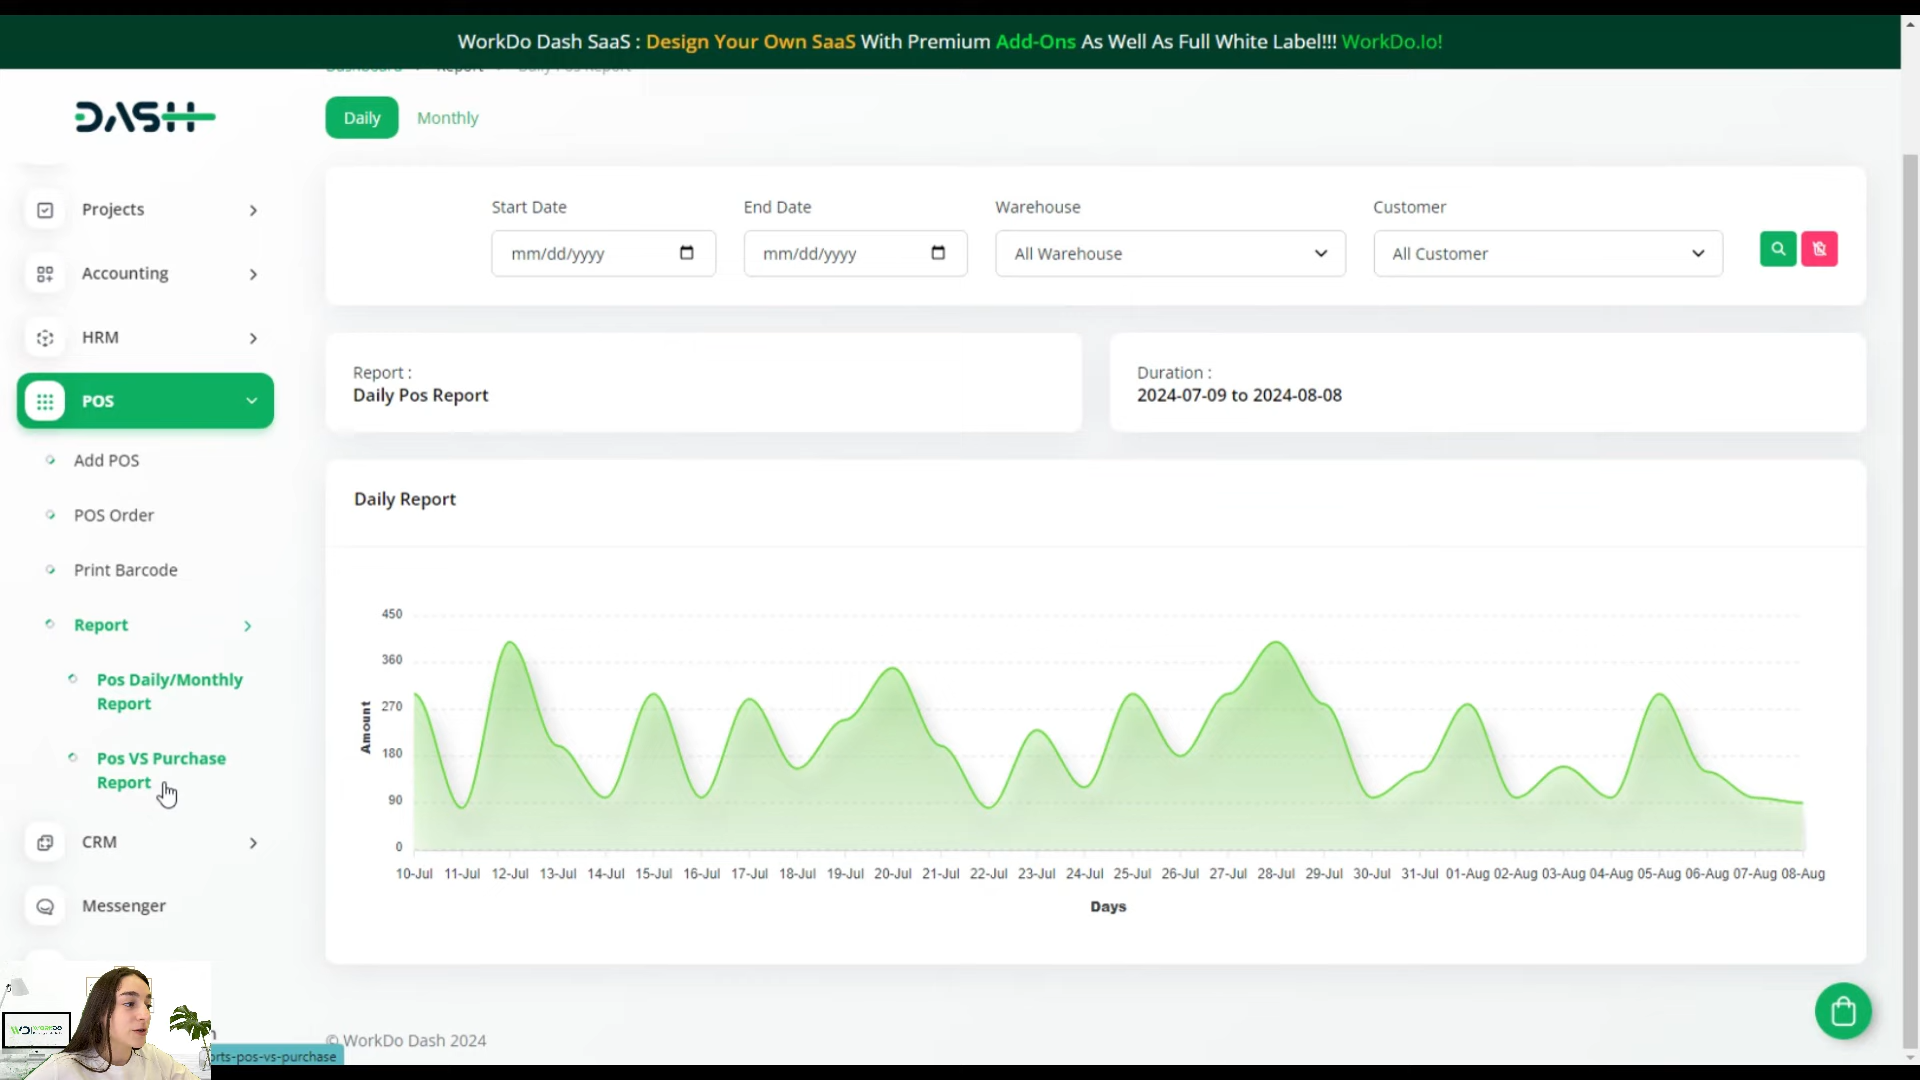 WorkDo Dash SaaS : Design Your Own SaaS With Premium Add-Ons As Well As Full White Label!!! WorkDo.Io!
Dashboard Report Daily Pos Report
DASH
Daily
Monthly
Projects
Accounting
HRM
POS
Add POS
POS Order
Print Barcode
Report
Pos Daily/Monthly
Report
Pos VS Purchase
Report
CRM
Messenger
Start Date
End Date
Warehouse
Customer
mm/dd/yyyy
mm/dd/yyyy
All Warehouse
All Customer
Report :
Daily Pos Report
Duration :
2024-07-09 to 2024-08-08
Daily Report
450
360
270
180
90
0
Amount
10-Jul 11-Jul 12-Jul 13-Jul 14-Jul 15-Jul 16-Jul 17-Jul 18-Jul 19-Jul 20-Jul 21-Jul 22-Jul 23-Jul 24-Jul 25-Jul 26-Jul 27-Jul 28-Jul 29-Jul 30-Jul 31-Jul 01-Aug 02-Aug 03-Aug 04-Aug 05-Aug 06-Aug 07-Aug 08-Aug
Days
© WorkDo Dash 2024
orts-pos-vs-purchase